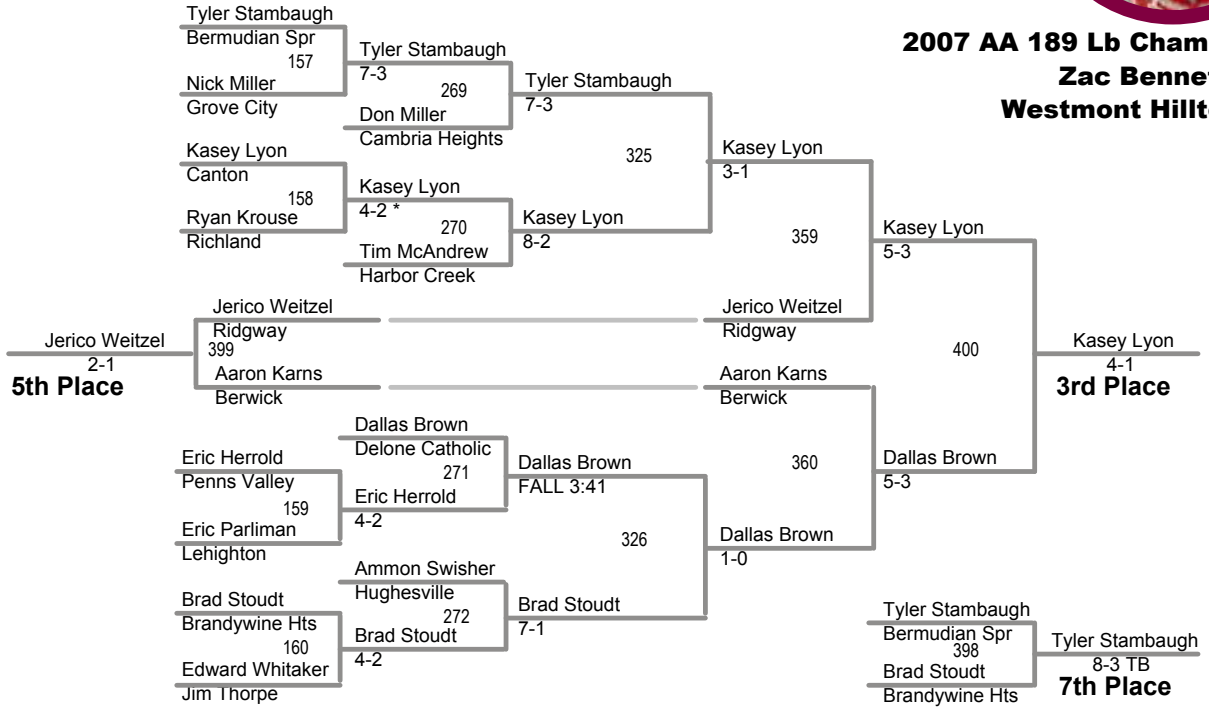 2007 AA 189 Lb Cham
Zac Benne
Westmont Hillt
Tyler Stambaugh
Bermudian Spr
157
Nick Miller
Grove City
Tyler Stambaugh
7-3
269
Don Miller
Cambria Heights
Tyler Stambaugh
7-3
Kasey Lyon
Canton
158
Ryan Krouse
Richland
Kasey Lyon
4-2 *
270
Tim McAndrew
Harbor Creek
Kasey Lyon
8-2
325
Kasey Lyon
3-1
359
Jerico Weitzel
Ridgway
Kasey Lyon
5-3
Jerico Weitzel
Ridgway
399
Aaron Karns
Berwick
Jerico Weitzel
2-1
5th Place
Aaron Karns
Berwick
400
Kasey Lyon
4-1
3rd Place
Dallas Brown
Delone Catholic
271
Eric Herrold
Penns Valley
159
Eric Parliman
Lehighton
Eric Herrold
4-2
Dallas Brown
FALL 3:41
326
360
Dallas Brown
5-3
Dallas Brown
1-0
Ammon Swisher
Hughesville
272
Brad Stoudt
Brandywine Hts
160
Edward Whitaker
Jim Thorpe
Brad Stoudt
4-2
Brad Stoudt
7-1
Tyler Stambaugh
Bermudian Spr
398
Brad Stoudt
Brandywine Hts
Tyler Stambaugh
8-3 TB
7th Place